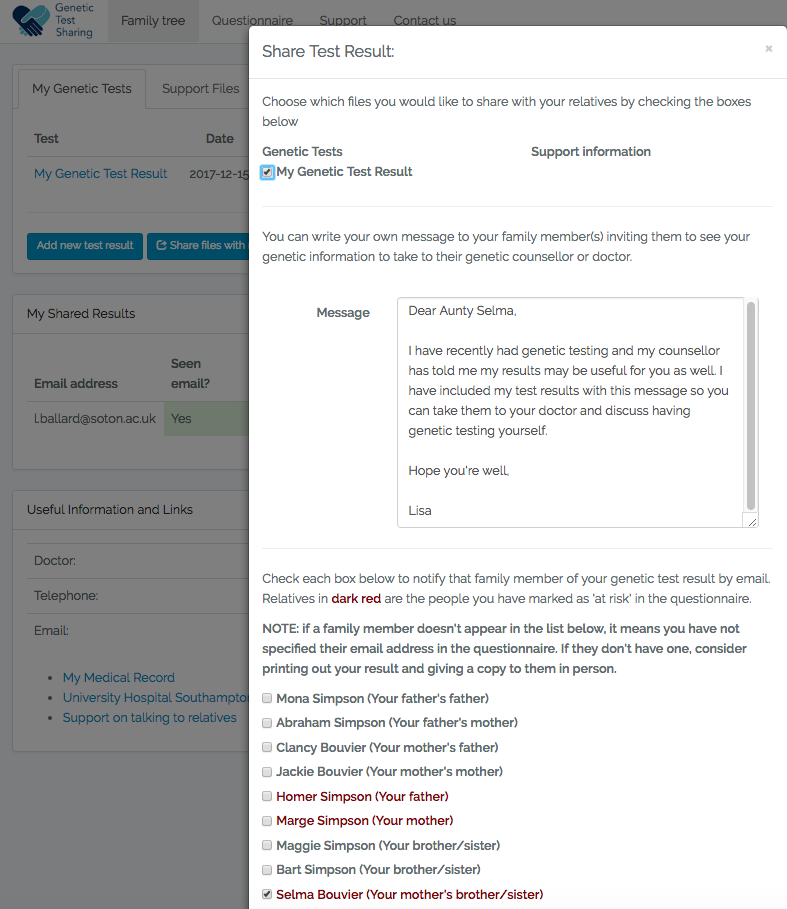 Genetic
Test
Sharing
Family tree
Questionnaire
Support
Contact us
My Genetic Tests
Support Files
Test
Date
My Genetic Test Result
2017-12-15
Add new test result
Share files with
My Shared Results
Email address
Seen
email?
l.ballard@soton.ac.uk
Yes
Useful Information and Links
Doctor:
Telephone:
Email:
• My Medical Record
• University Hospital Southampton
• Support on talking to relatives
Share Test Result:
×
Choose which files you would like to share with your relatives by checking the boxes
below
Genetic Tests
Support information
My Genetic Test Result
You can write your own message to your family member(s) inviting them to see your
genetic information to take to their genetic counsellor or doctor.
Message
Dear Aunty Selma,
I have recently had genetic testing and my counsellor
has told me my results may be useful for you as well. I
have included my test results with this message so you
can take them to your doctor and discuss having
genetic testing yourself.
Hope you're well,
Lisa
Check each box below to notify that family member of your genetic test result by email.
Relatives in dark red are the people you have marked as 'at risk' in the questionnaire.
NOTE: if a family member doesn't appear in the list below, it means you have not
specified their email address in the questionnaire. If they don't have one, consider
printing out your result and giving a copy to them in person.
Mona Simpson (Your father's father)
Abraham Simpson (Your father's mother)
Clancy Bouvier (Your mother's father)
Jackie Bouvier (Your mother's mother)
Homer Simpson (Your father)
Marge Simpson (Your mother)
Maggie Simpson (Your brother/sister)
Bart Simpson (Your brother/sister)
Selma Bouvier (Your mother's brother/sister)